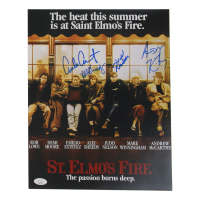 The heat this summer
is at Saint Elmo's Fire.
ROB LOWE DEMI MOORE EMILIO ESTEVEZ ALLY SHEEDY JUDD NELSON MARE WINNINGHAM ANDREW McCARTHY
ST. ELMO'S FIRE
The passion burns deep.